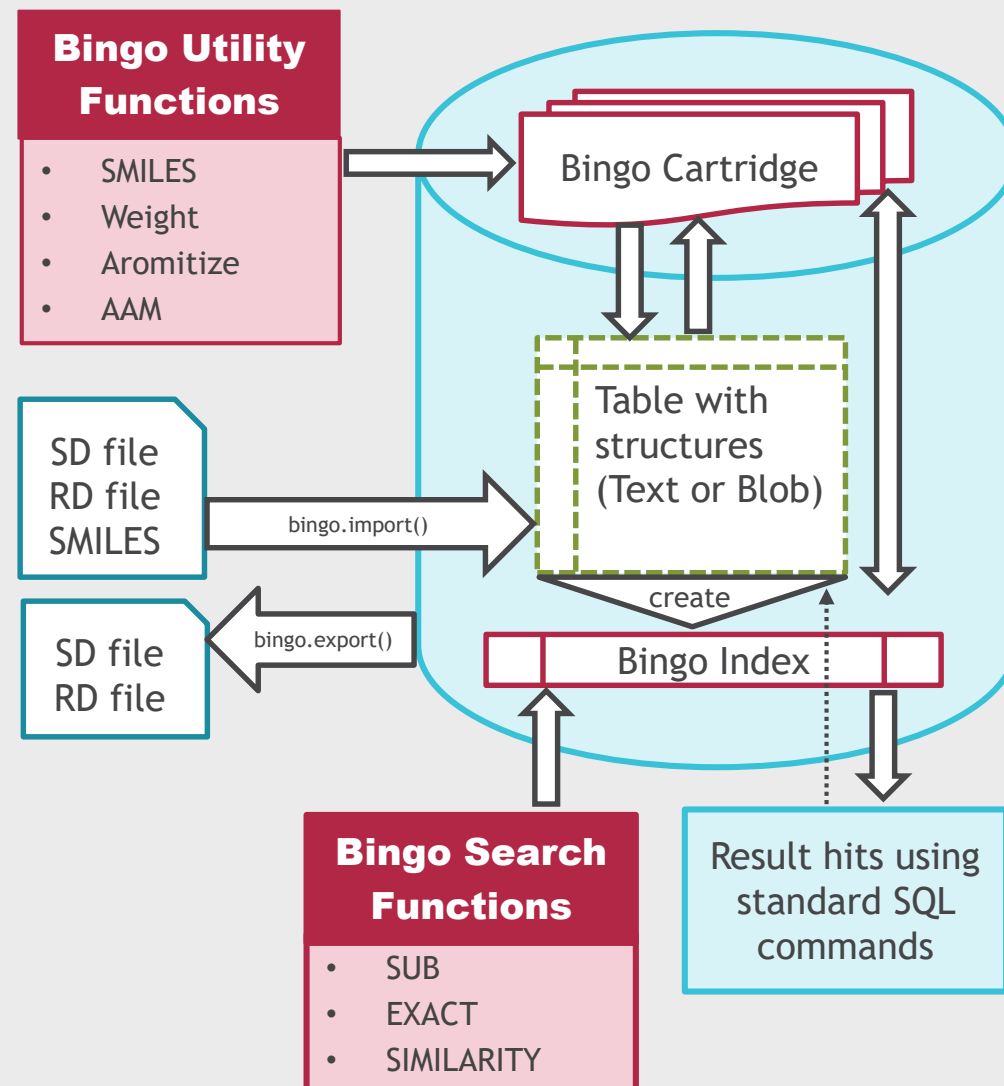 Bingo Utility
Functions
• SMILES
• Weight
• Aromitize
• AAM
Bingo Cartridge
SD file
RD file
SMILES
bingo.import()
Table with
structures
(Text or Blob)
create
SD file
RD file
bingo.export()
Bingo Index
Bingo Search
Functions
• SUB
• EXACT
• SIMILARITY
Result hits using
standard SQL
commands